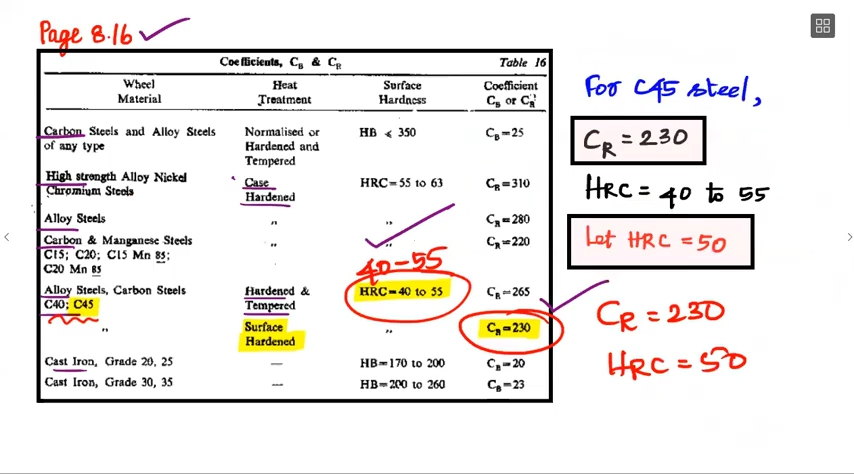 Page 8.16
Coefficients, C_B & C_R Table 16
Wheel Material Heat Treatment Surface Hardness Coefficient C_B or C_R
Carbon Steels and Alloy Steels of any type Normalised or Hardened and Tempered HB ⩽ 350 C_B=25
High strength Alloy Nickel Chromium Steels Case Hardened HRC=55 to 63 C_R=310
Alloy Steels ,, ,, C_R=280
Carbon & Manganese Steels ,, ,, C_R=220
C15; C20; C15 Mn 85;
C20 Mn 85
40-55
Alloy Steels, Carbon Steels Hardened & HRC=40 to 55 C_R=265
C40; C45 Tempered
,, Surface Hardened ,, C_R=230
Cast Iron, Grade 20, 25 — HB=170 to 200 C_B=20
Cast Iron, Grade 30, 35 — HB=200 to 260 C_B=23
For C45 steel,
C_R = 230
HRC = 40 to 55
Let HRC = 50
C_R = 230
HRC = 50